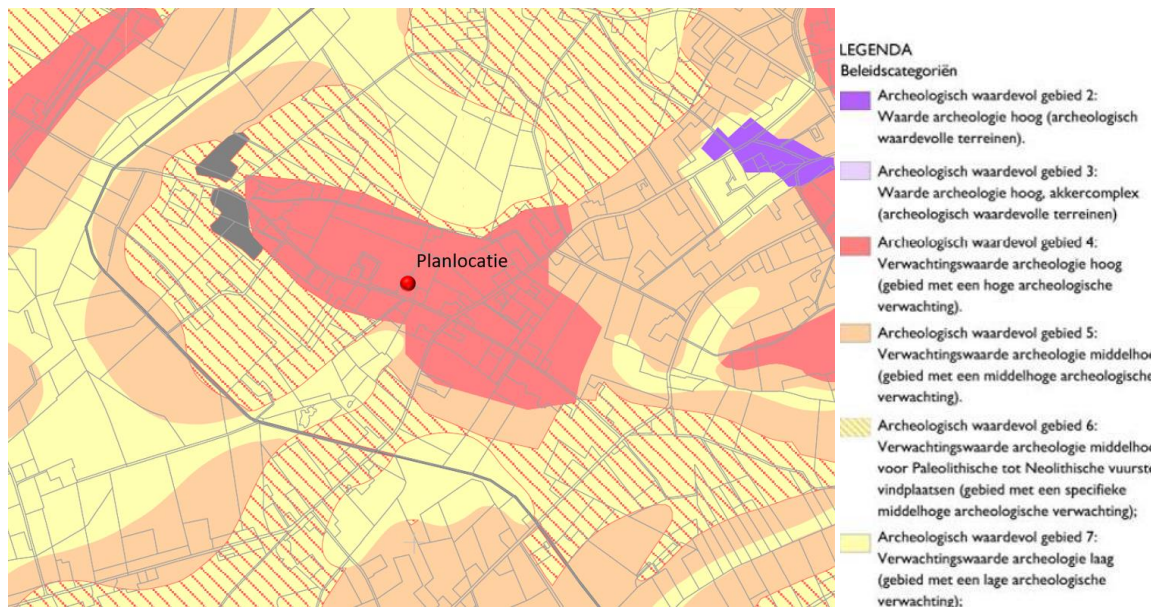 Planlocatie
LEGENDA
Beleidscategoriën
Archeologisch waardevol gebied 2:
Waarde archeologie hoog (archeologisch
waardevolle terreinen).
Archeologisch waardevol gebied 3:
Waarde archeologie hoog, akkercomplex
(archeologisch waardevolle terreinen)
Archeologisch waardevol gebied 4:
Verwachtingswaarde archeologie hoog
(gebied met een hoge archeologische
verwachting).
Archeologisch waardevol gebied 5:
Verwachtingswaarde archeologie middelhoo
(gebied met een middelhoge archeologische
verwachting).
Archeologisch waardevol gebied 6:
Verwachtingswaarde archeologie middelhoo
voor Paleolithische tot Neolithische vuurste
vindplaatsen (gebied met een specifieke
middelhoge archeologische verwachting);
Archeologisch waardevol gebied 7:
Verwachtingswaarde archeologie laag
(gebied met een lage archeologische
verwachting);